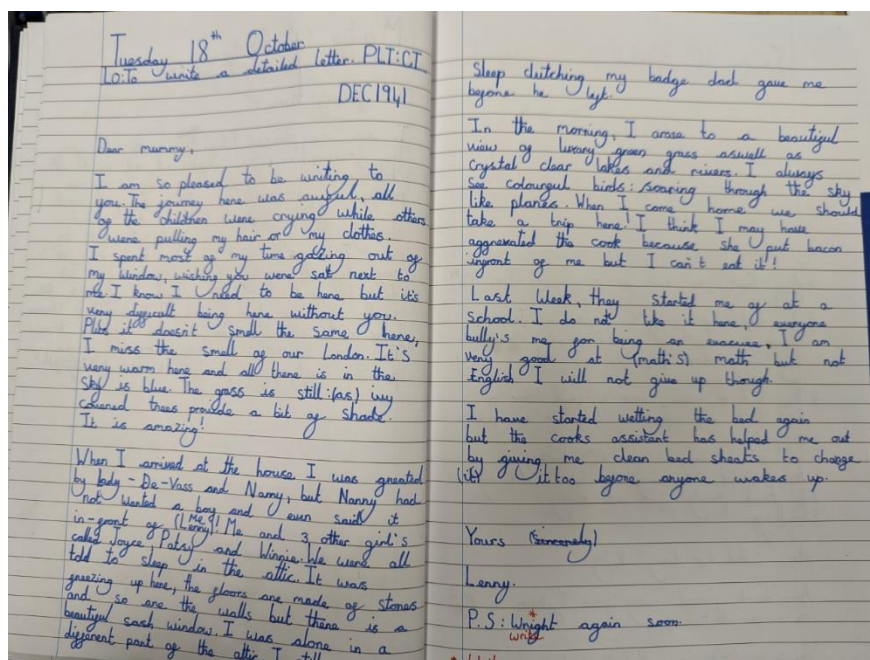 Tuesday 18th October
LO: To write a detailed letter. PLT:CT
DEC 1941
Dear mummy,
I am so pleased to be writing to
you. The journey here was awful, all
of the children were crying while others
were pulling my hair or my clothes.
I spent most of my time gazing out of
my window, wishing you were sat next to
me. I know I need to be here but it's
very difficult being here without you.
Plus it doesn't smell the same here,
I miss the smell of our London. It's
very warm here and all there is in the
sky is blue. The grass is still: (as) ivy
covered trees provide a bit of shade.
It is amazing!
When I arrived at the house I was greated
by lady - De-Vass and Nanny, but Nanny had
not wanted a boy and even said it
in-front of (Lenny) Me! Me and 3 other girl's
called Joyce Patsy and Winnie. We were all
told to sleep in the attic. It was
freezing up here, the floors are made of stones
and so are the walls but there is a
beautiful sash window. I was alone in a
different part of the attic I still
Sleep clutching my badge dad gave me
before he left.
In the morning, I arose to a beautiful
view of luxury green grass aswell as
crystal clear lakes and rivers. I always
see colourful birds: soaring through the sky
like planes. When I come home we should
take a trip here! I think I may have
aggrevated the cook because she put bacon
infront of me but I can't eat it!
Last Week, they started me of at a
school. I do not like it here, everyone
bully's me for being an evacuee, I am
very good at (math's) math but not
English I will not give up though.
I have started wetting the bed again
but the cooks assistant has helped me out
by giving me clean bed sheats to change
(it) it too before anyone wakes up.
Yours (sincerely)
Lenny.
P.S: Wright again soon.
write